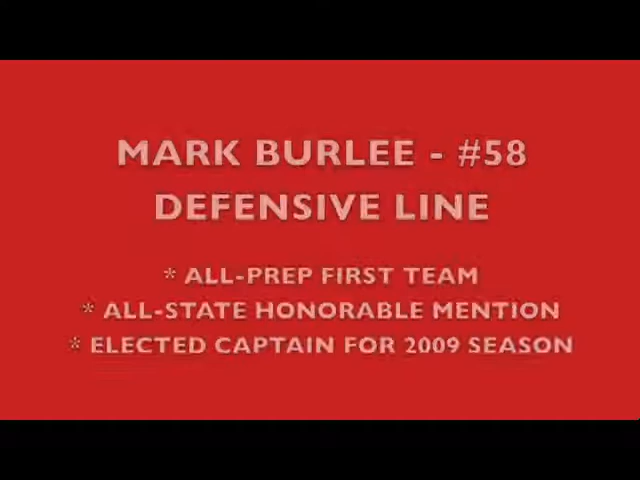 MARK BURLEE - #58
DEFENSIVE LINE
* ALL-PREP FIRST TEAM
* ALL-STATE HONORABLE MENTION
* ELECTED CAPTAIN FOR 2009 SEASON